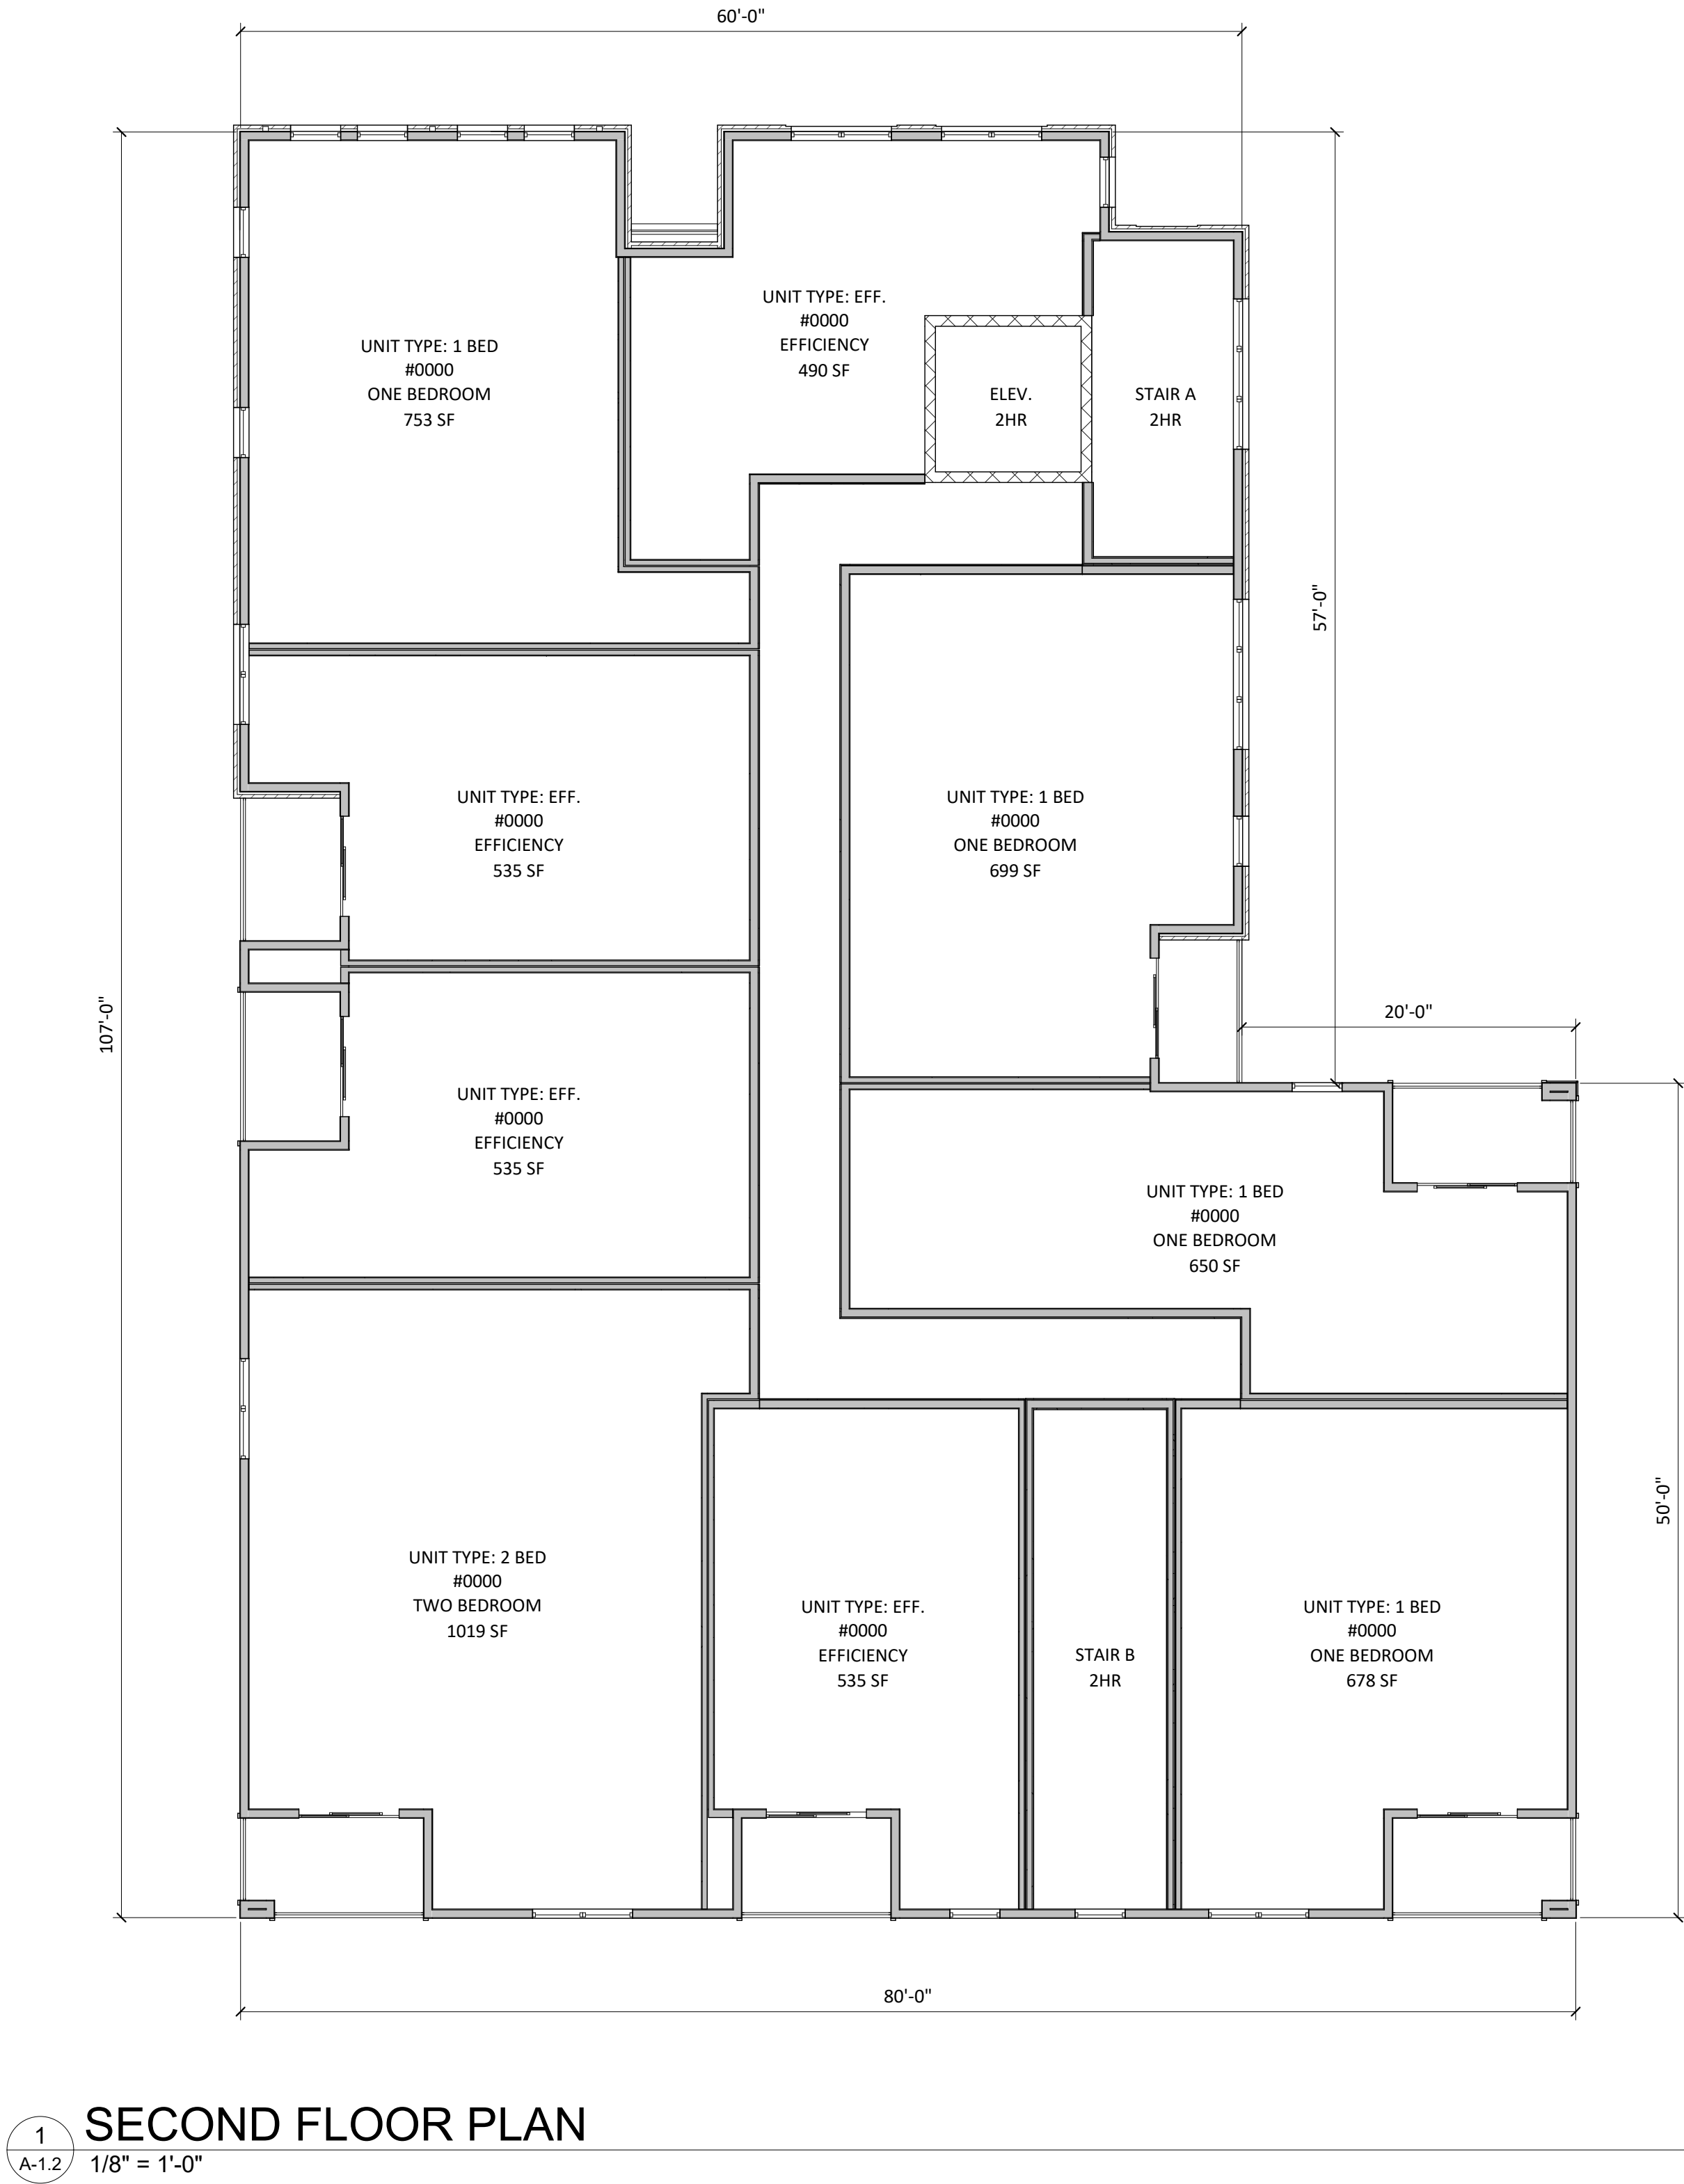 60'-0"
UNIT TYPE: EFF.
#0000
EFFICIENCY
490 SF
UNIT TYPE: 1 BED
#0000
ONE BEDROOM
753 SF
ELEV.
2HR
STAIR A
2HR
57'-0"
UNIT TYPE: EFF.
#0000
EFFICIENCY
535 SF
UNIT TYPE: 1 BED
#0000
ONE BEDROOM
699 SF
107'-0"
20'-0"
UNIT TYPE: EFF.
#0000
EFFICIENCY
535 SF
UNIT TYPE: 1 BED
#0000
ONE BEDROOM
650 SF
50'-0"
UNIT TYPE: 2 BED
#0000
TWO BEDROOM
1019 SF
UNIT TYPE: EFF.
#0000
EFFICIENCY
535 SF
STAIR B
2HR
UNIT TYPE: 1 BED
#0000
ONE BEDROOM
678 SF
80'-0"
1
A-1.2
SECOND FLOOR PLAN
1/8" = 1'-0"